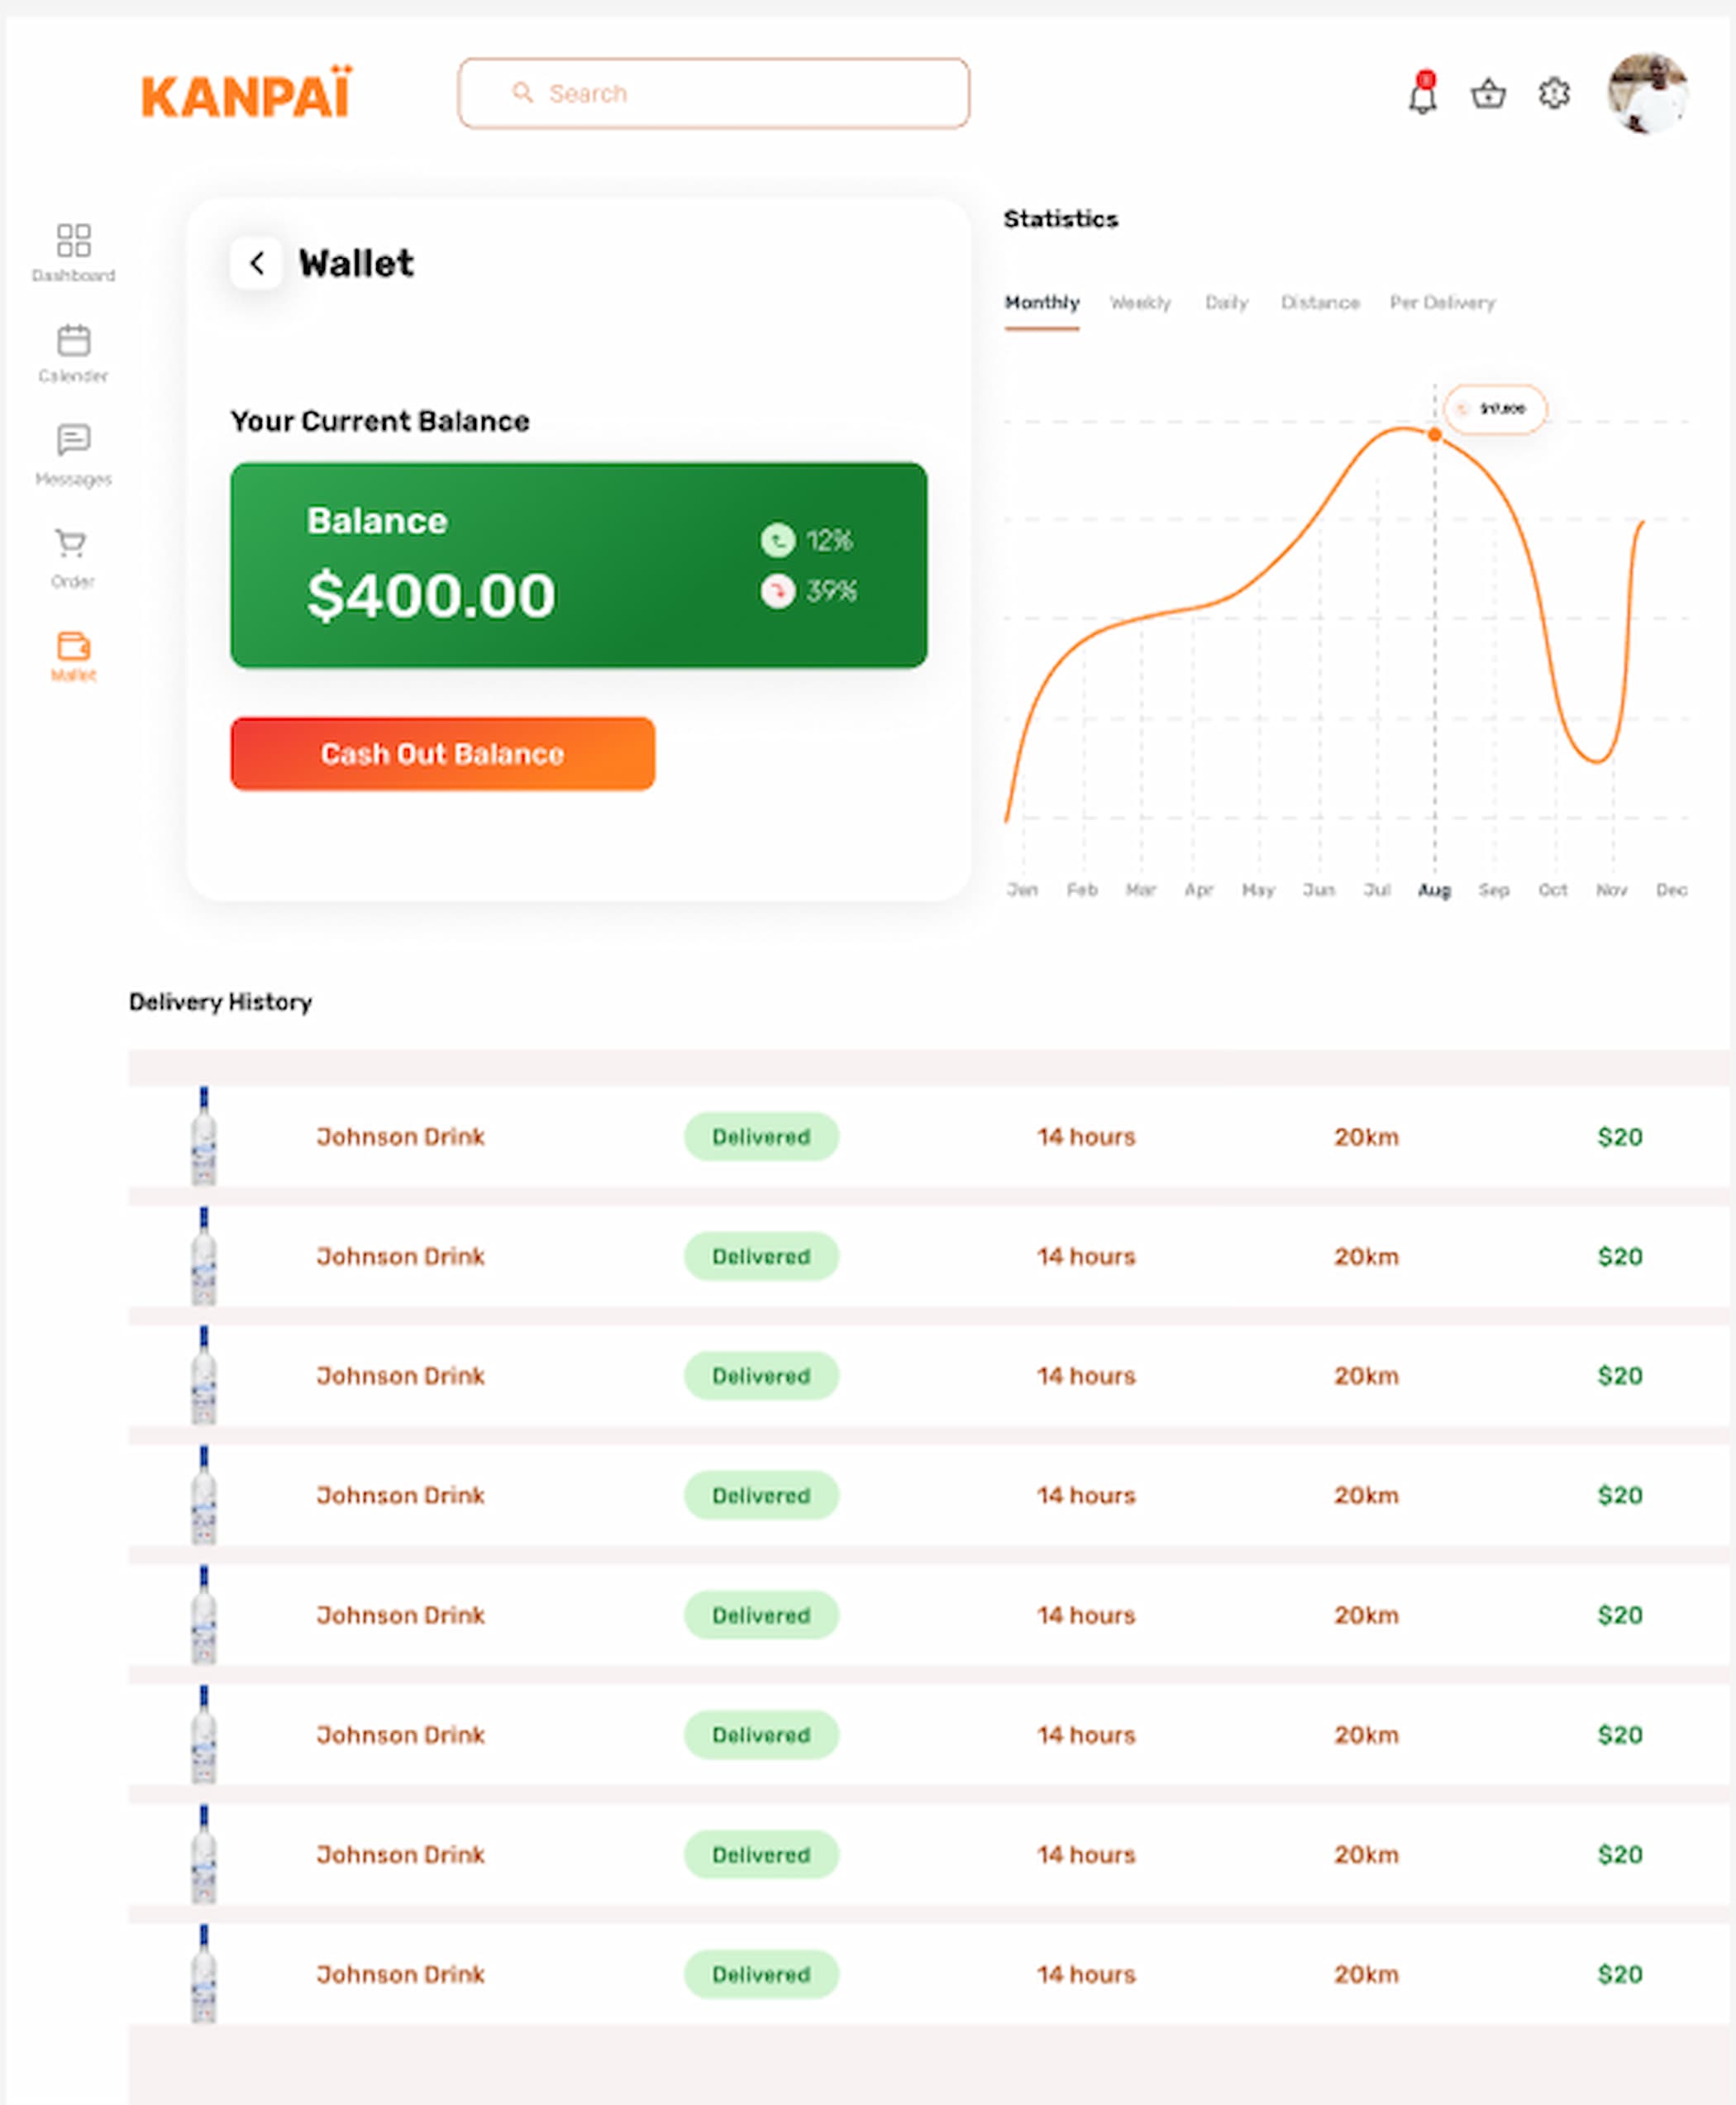 KANPAÏ
Search
Dashboard
Calender
Messages
Order
Wallet
Wallet
Your Current Balance
Balance
$400.00
12%
39%
Cash Out Balance
Statistics
Monthly Weekly Daily Distance Per Delivery
Jan Feb Mar Apr May Jun Jul Aug Sep Oct Nov Dec
Delivery History
Johnson Drink Delivered 14 hours 20km $20
Johnson Drink Delivered 14 hours 20km $20
Johnson Drink Delivered 14 hours 20km $20
Johnson Drink Delivered 14 hours 20km $20
Johnson Drink Delivered 14 hours 20km $20
Johnson Drink Delivered 14 hours 20km $20
Johnson Drink Delivered 14 hours 20km $20
Johnson Drink Delivered 14 hours 20km $20